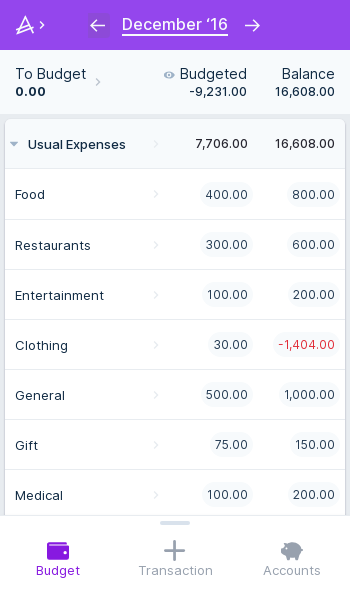 December ‘16
To Budget Budgeted Balance
0.00 -9,231.00 16,608.00
Usual Expenses 7,706.00 16,608.00
Food 400.00 800.00
Restaurants 300.00 600.00
Entertainment 100.00 200.00
Clothing 30.00 -1,404.00
General 500.00 1,000.00
Gift 75.00 150.00
Medical 100.00 200.00
Budget Transaction Accounts